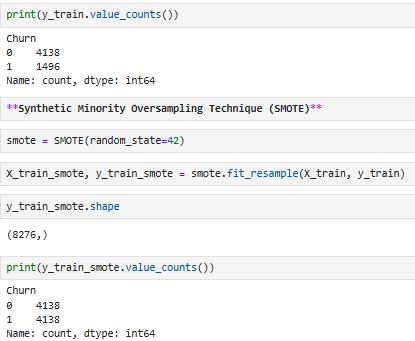 print(y_train.value_counts())
Churn
0    4138
1    1496
Name: count, dtype: int64
**Synthetic Minority Oversampling Technique (SMOTE)**
smote = SMOTE(random_state=42)
X_train_smote, y_train_smote = smote.fit_resample(X_train, y_train)
y_train_smote.shape
(8276,)
print(y_train_smote.value_counts())
Churn
0    4138
1    4138
Name: count, dtype: int64